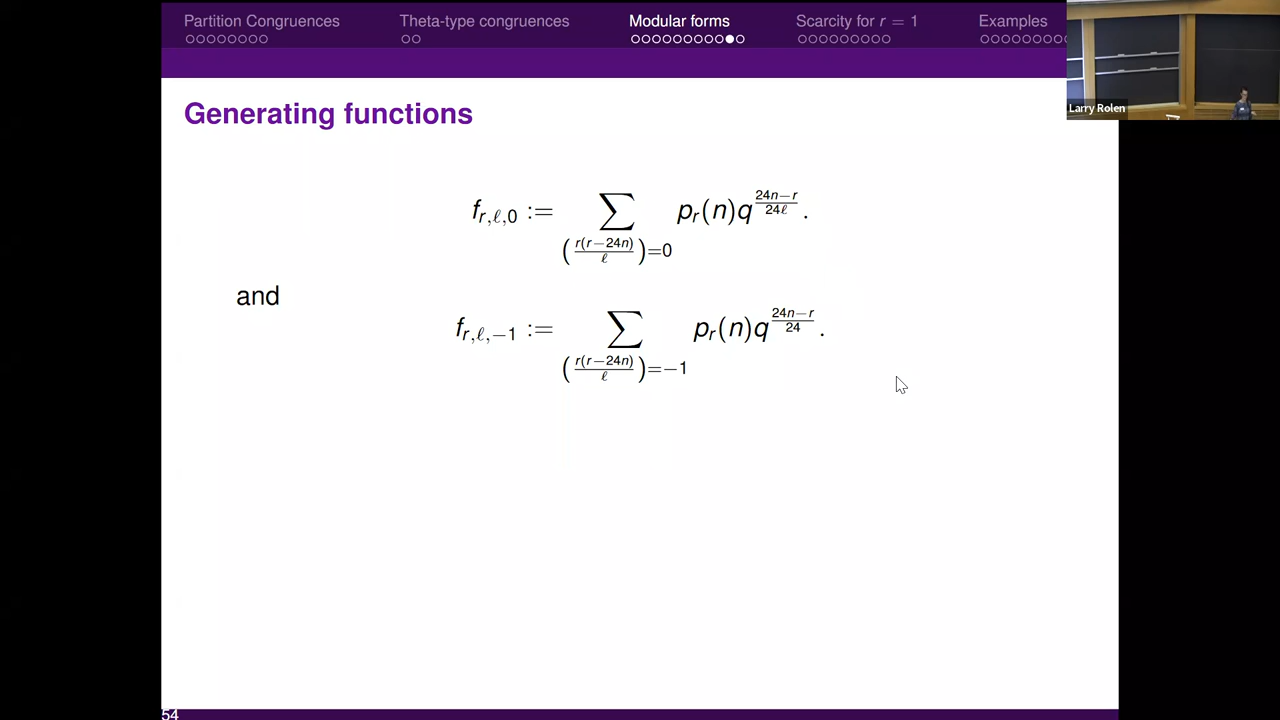 Partition Congruences Theta-type congruences Modular forms Scarcity for r = 1 Examples
Larry Rolen
Generating functions
f_{r,ℓ,0} := ∑_{(r(r−24n)/ℓ)=0} p_r(n)q^{(24n−r)/(24ℓ)}.
and
f_{r,ℓ,−1} := ∑_{(r(r−24n)/ℓ)=−1} p_r(n)q^{(24n−r)/24}.
54